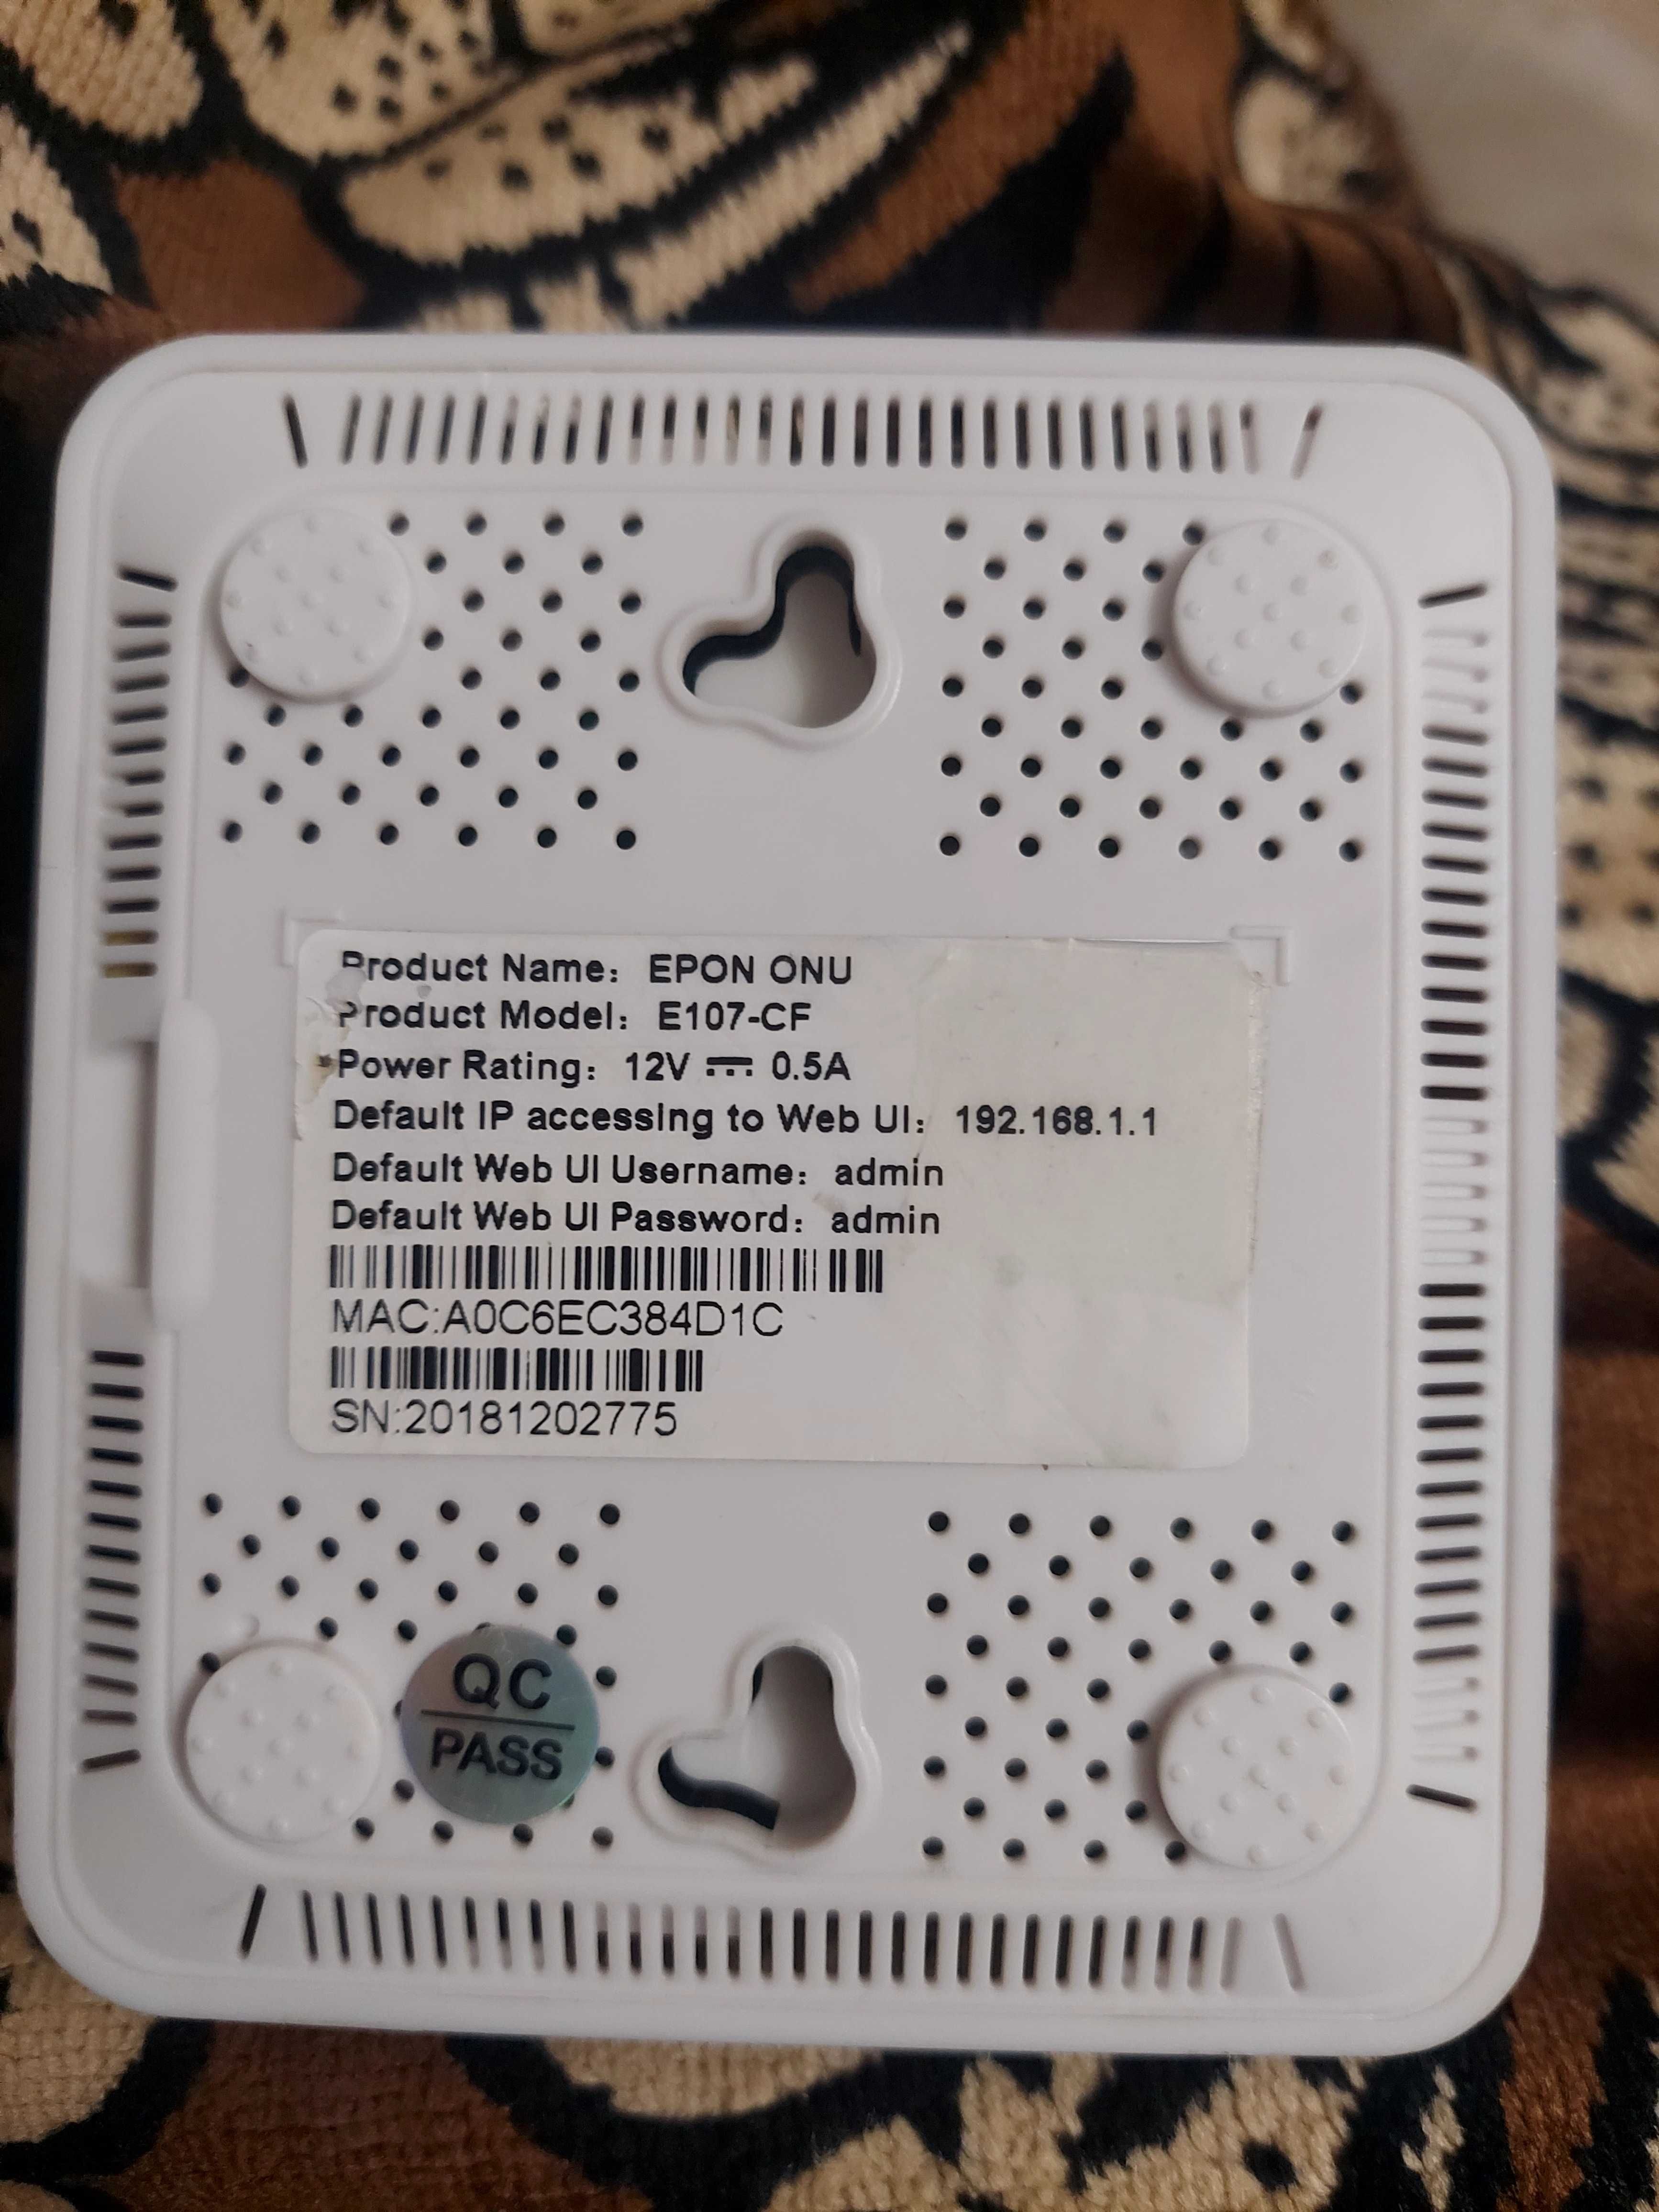 Product Name： EPON ONU
Product Model： E107-CF
Power Rating： 12V ⎓ 0.5A
Default IP accessing to Web UI： 192.168.1.1
Default Web UI Username： admin
Default Web UI Password： admin
MAC:A0C6EC384D1C
SN:20181202775
QC
PASS